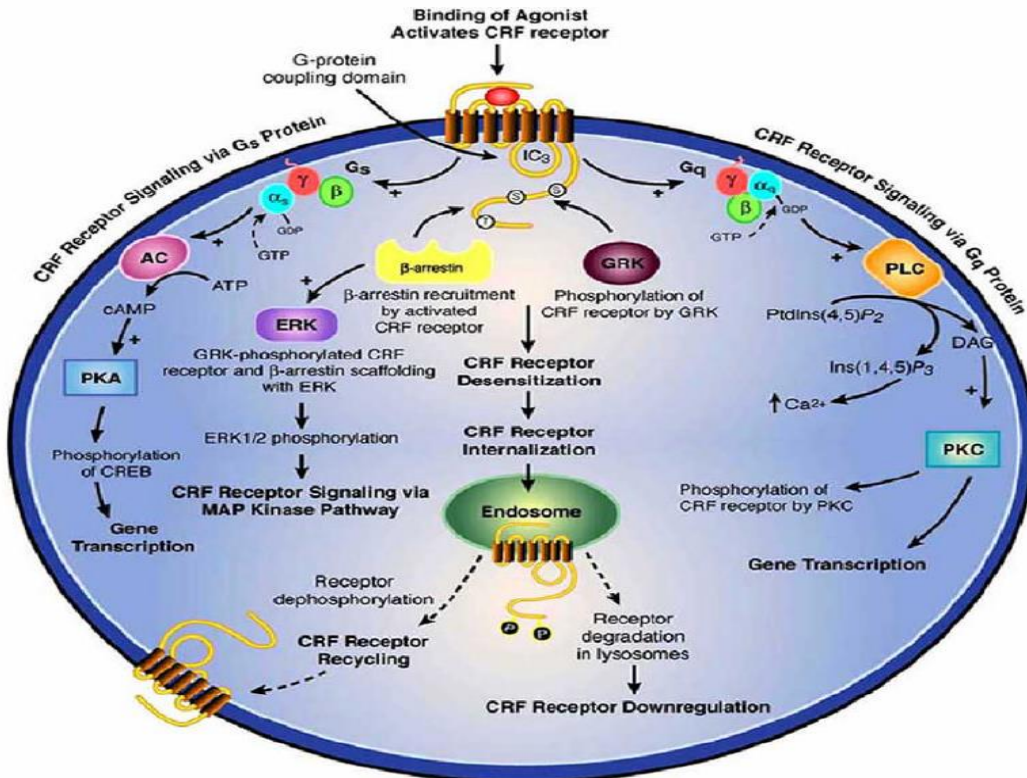 Binding of Agonist
Activates CRF receptor
G-protein
coupling domain
CRF Receptor Signaling via Gs Protein
CRF Receptor Signaling via Gq Protein
IC3
Gs
+
γ
β
αs
GDP
GTP
+
AC
ATP
cAMP
+
PKA
Phosphorylation
of CREB
Gene
Transcription
S
S
β-arrestin
β-arrestin recruitment
by activated
CRF receptor
+
ERK
GRK-phosphorylated CRF
receptor and β-arrestin scaffolding
with ERK
ERK1/2 phosphorylation
CRF Receptor Signaling via
MAP Kinase Pathway
GRK
Phosphorylation of
CRF receptor by GRK
CRF Receptor
Desensitization
CRF Receptor
Internalization
Endosome
P
P
Receptor
dephosphorylation
CRF Receptor
Recycling
Receptor
degradation
in lysosomes
CRF Receptor Downregulation
+
Gq
γ
αq
β
GDP
GTP
+
PLC
PtdIns(4,5)P2
DAG
Ins(1,4,5)P3
↑ Ca2+
+
PKC
Phosphorylation of
CRF receptor by PKC
Gene Transcription